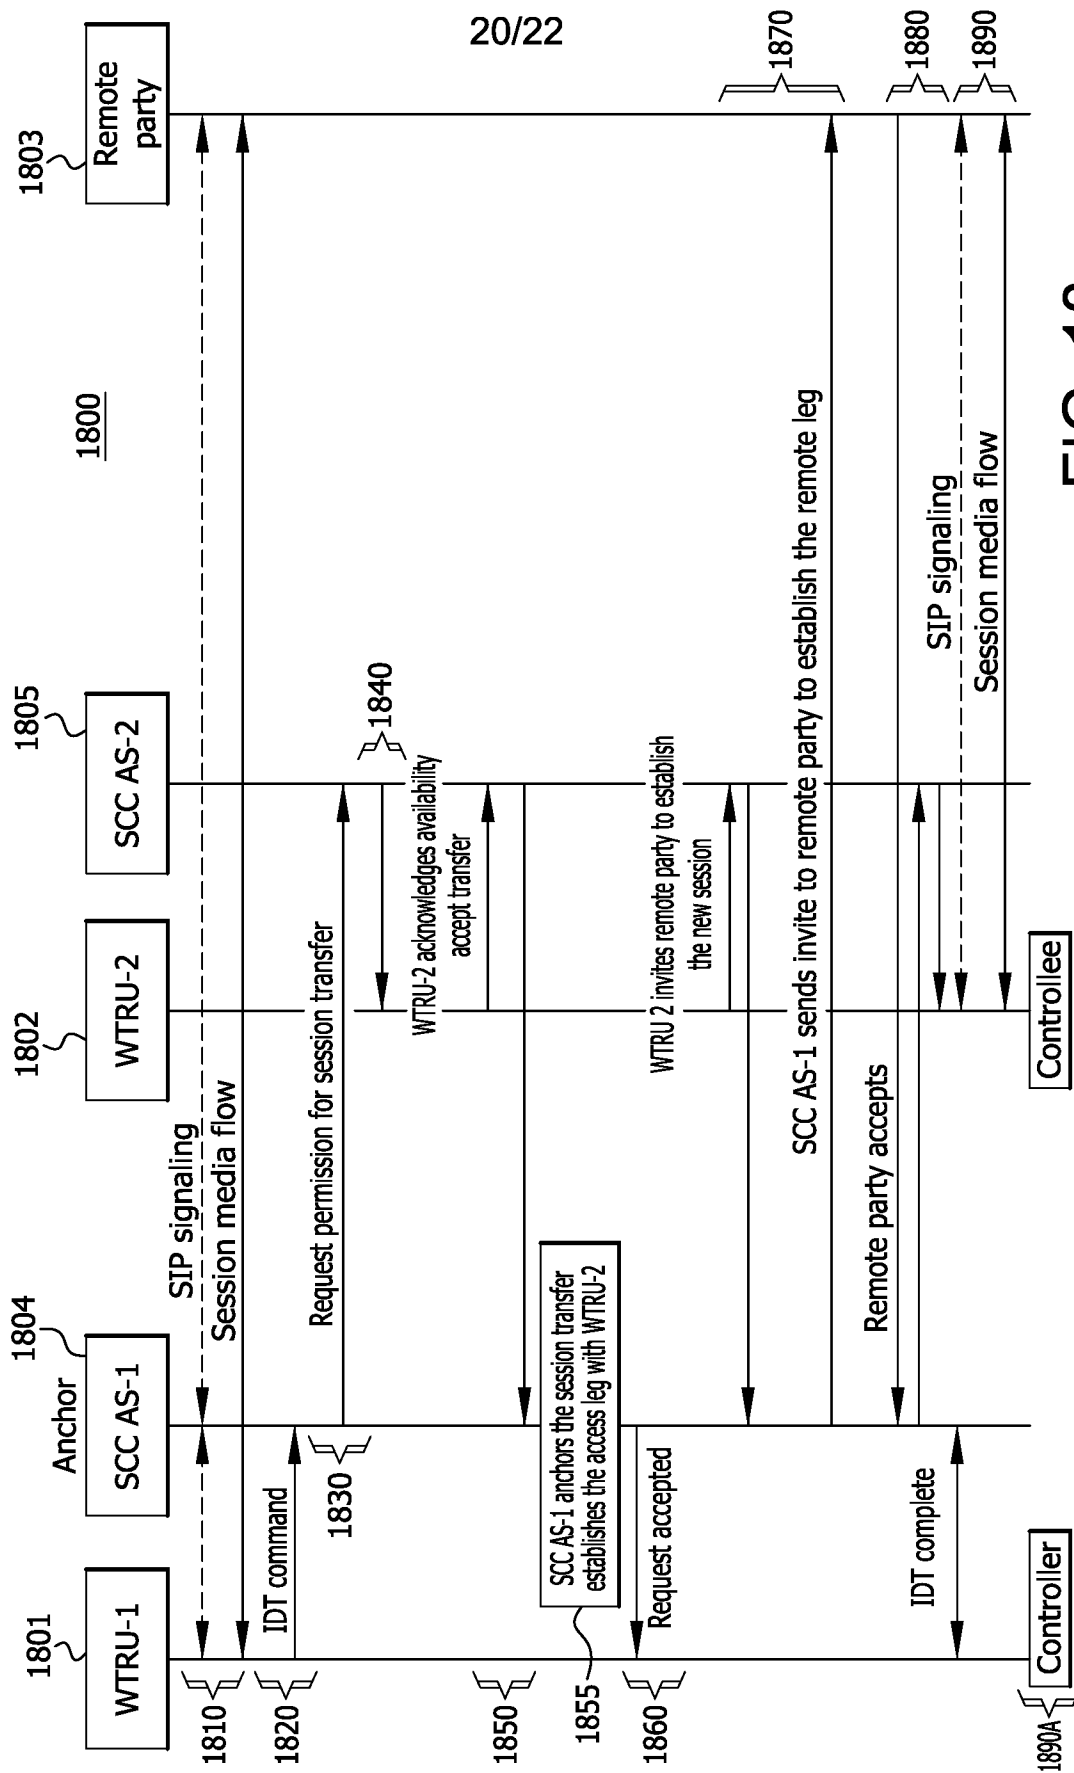 20/22
1800
1801
WTRU-1
Anchor
1804
SCC AS-1
1802
WTRU-2
1805
SCC AS-2
1803
Remote
party
1810
SIP signaling
Session media flow
1820
IDT command
1830
Request permission for session transfer
1840
WTRU-2 acknowledges availability
accept transfer
1850
1855
SCC AS-1 anchors the session transfer
establishes the access leg with WTRU-2
1860
Request accepted
WTRU 2 invites remote party to establish
the new session
1870
SCC AS-1 sends invite to remote party to establish the remote leg
1880
Remote party accepts
1890
SIP signaling
IDT complete
Session media flow
1890A
Controller
Controllee